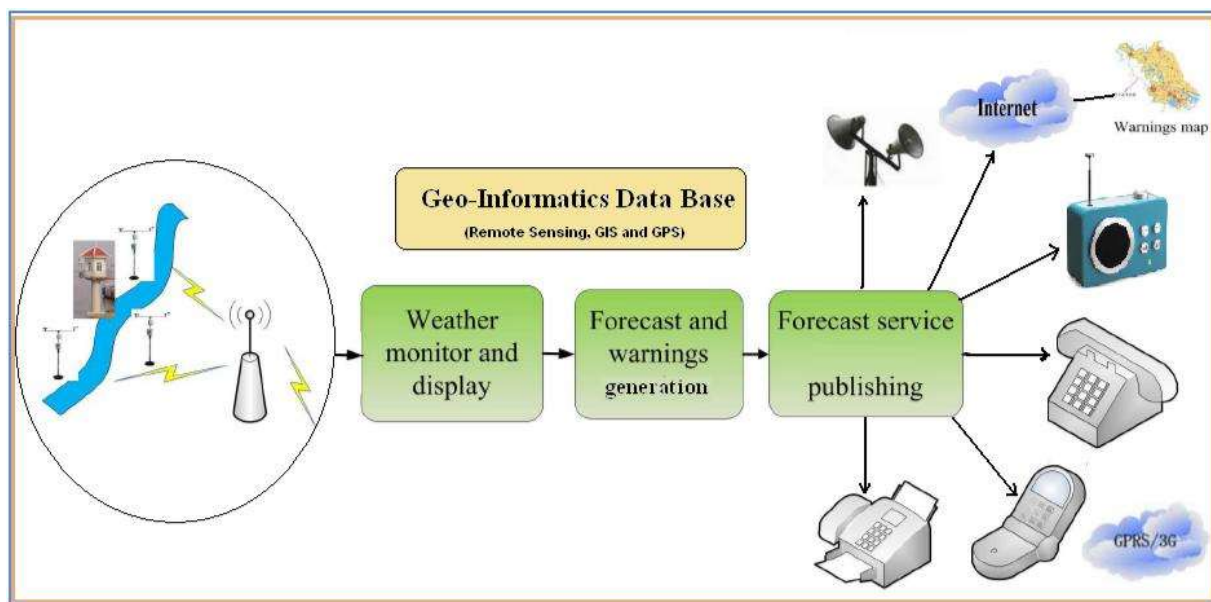 Internet
Warnings map
Geo-Informatics Data Base
(Remote Sensing, GIS and GPS)
Weather
monitor and
display
Forecast and
warnings
generation
Forecast service
publishing
GPRS/3G